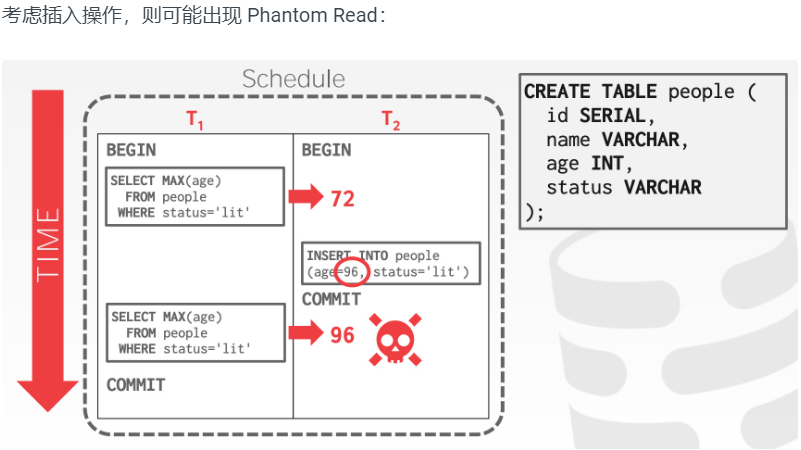 考虑插入操作，则可能出现 Phantom Read：
Schedule
TIME
T1
T2
BEGIN
BEGIN
SELECT MAX(age)
FROM people
WHERE status='lit'
72
INSERT INTO people
(age=96, status='lit')
COMMIT
SELECT MAX(age)
FROM people
WHERE status='lit'
96
COMMIT
CREATE TABLE people (
id SERIAL,
name VARCHAR,
age INT,
status VARCHAR
);